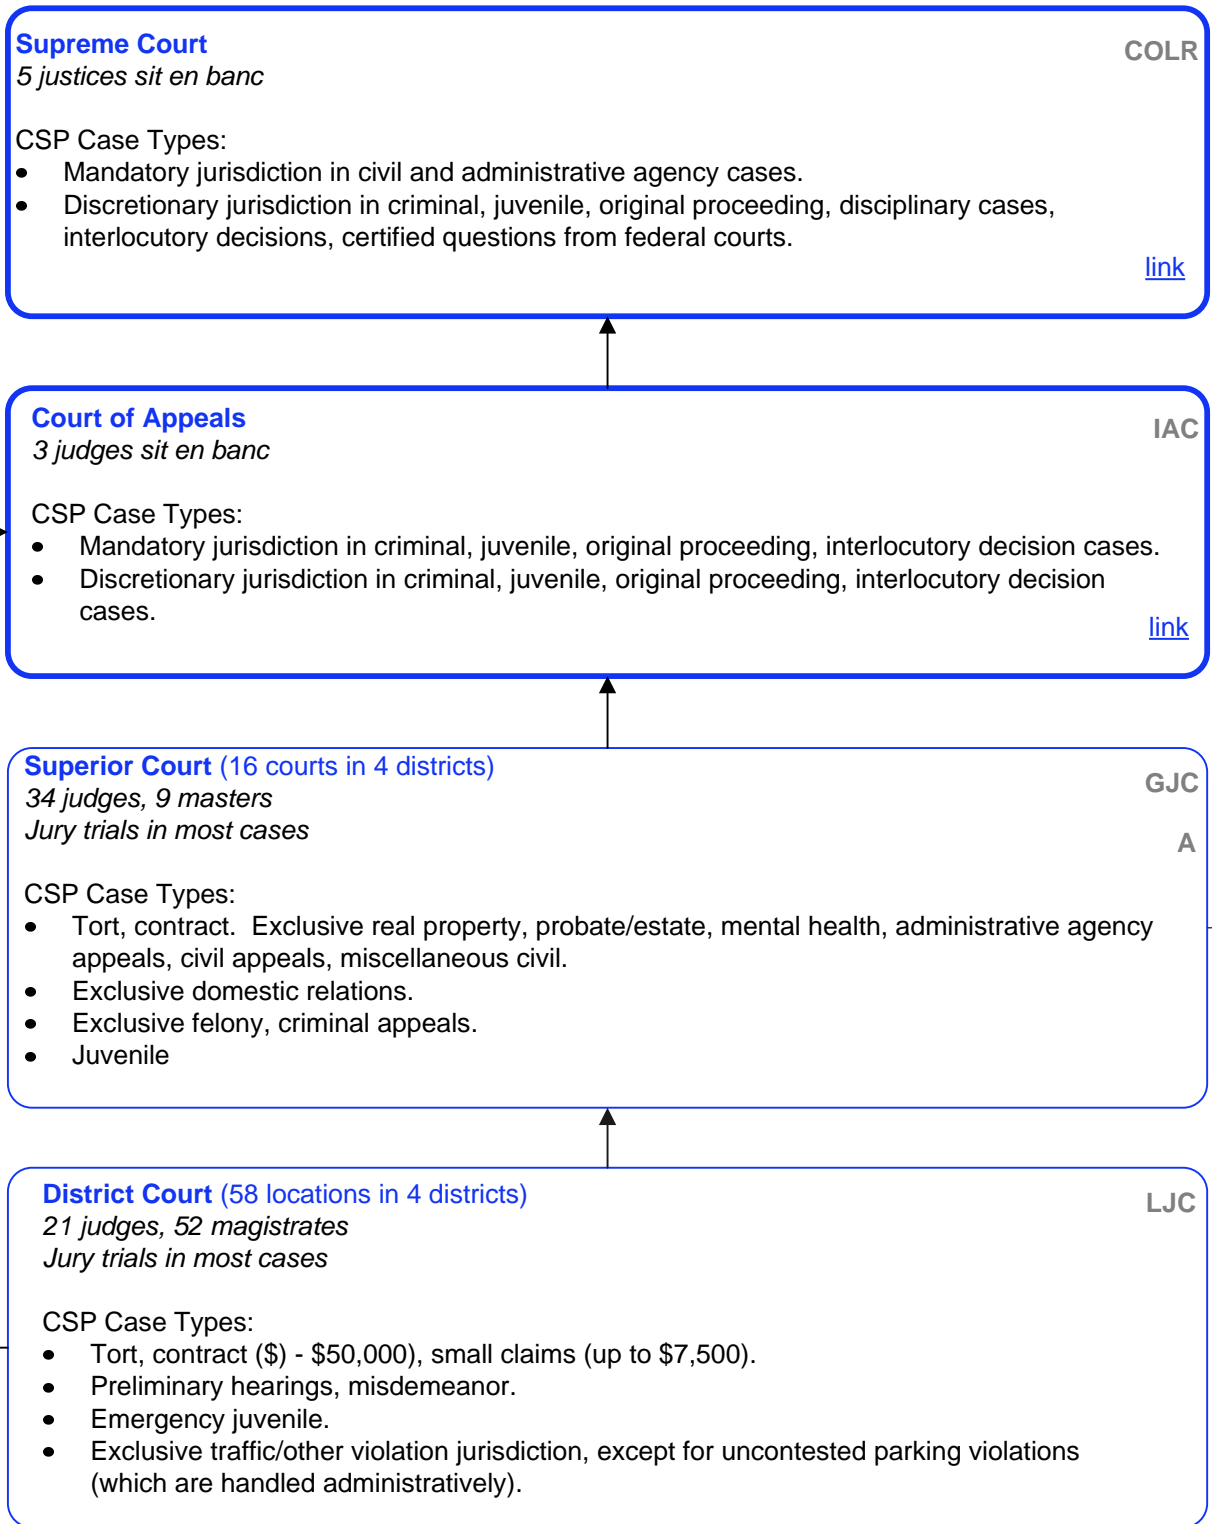 Supreme Court
COLR
5 justices sit en banc
CSP Case Types:
• Mandatory jurisdiction in civil and administrative agency cases.
• Discretionary jurisdiction in criminal, juvenile, original proceeding, disciplinary cases,
interlocutory decisions, certified questions from federal courts.
link
Court of Appeals
IAC
3 judges sit en banc
CSP Case Types:
• Mandatory jurisdiction in criminal, juvenile, original proceeding, interlocutory decision cases.
• Discretionary jurisdiction in criminal, juvenile, original proceeding, interlocutory decision
cases.
link
Superior Court (16 courts in 4 districts)
GJC
34 judges, 9 masters
Jury trials in most cases
A
CSP Case Types:
• Tort, contract.  Exclusive real property, probate/estate, mental health, administrative agency
appeals, civil appeals, miscellaneous civil.
• Exclusive domestic relations.
• Exclusive felony, criminal appeals.
• Juvenile
District Court (58 locations in 4 districts)
LJC
21 judges, 52 magistrates
Jury trials in most cases
CSP Case Types:
• Tort, contract ($) - $50,000), small claims (up to $7,500).
• Preliminary hearings, misdemeanor.
• Emergency juvenile.
• Exclusive traffic/other violation jurisdiction, except for uncontested parking violations
(which are handled administratively).